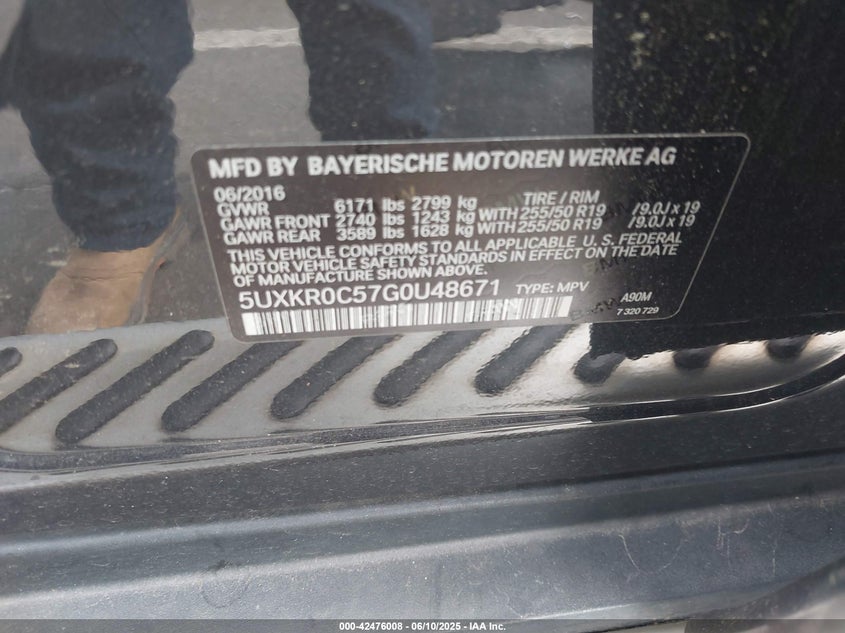 MFD BY BAYERISCHE MOTOREN WERKE AG
06/2016 TIRE / RIM
GVWR 6171 lbs 2799 kg
GAWR FRONT 2740 lbs 1243 kg WITH 255/50 R19 /9.0J x 19
GAWR REAR 3589 lbs 1628 kg WITH 255/50 R19 /9.0J x 19
THIS VEHICLE CONFORMS TO ALL APPLICABLE U. S. FEDERAL
MOTOR VEHICLE SAFETY STANDARDS IN EFFECT ON THE DATE
OF MANUFACTURE SHOWN ABOVE.
5UXKR0C57G0U48671 TYPE: MPV
A90M
7 320 729
000-42476008 - 06/10/2025 - IAA Inc.